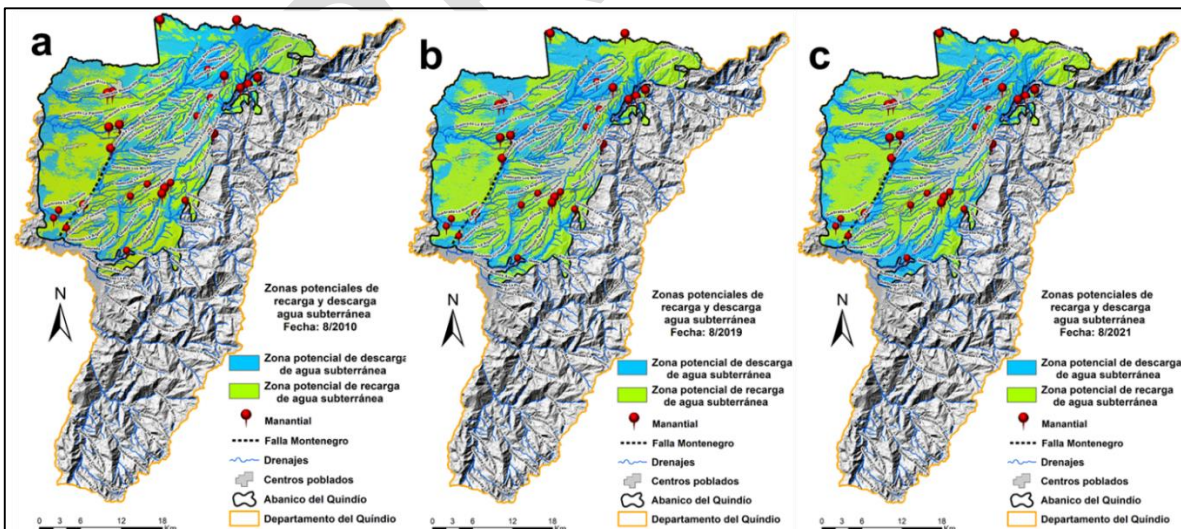 a
Zonas potenciales de
recarga y descarga
agua subterránea
Fecha: 8/2010
N
Zona potencial de descarga
de agua subterránea
Zona potencial de recarga
de agua subterránea
Manantial
Falla Montenegro
Drenajes
Centros poblados
Abanico del Quindío
Departamento del Quíndio
0 3 6 12 18
Km
b
Zonas potenciales de
recarga y descarga
agua subterránea
Fecha: 8/2019
N
Zona potencial de descarga
de agua subterránea
Zona potencial de recarga
de agua subterránea
Manantial
Falla Montenegro
Drenajes
Centros poblados
Abanico del Quindío
Departamento del Quíndio
0 3 6 12 18
Km
c
Zonas potenciales de
recarga y descarga
agua subterránea
Fecha: 8/2021
N
Zona potencial de descarga
de agua subterránea
Zona potencial de recarga
de agua subterránea
Manantial
Falla Montenegro
Drenajes
Centros poblados
Abanico del Quindío
Departamento del Quíndio
0 3 6 12 18
Km